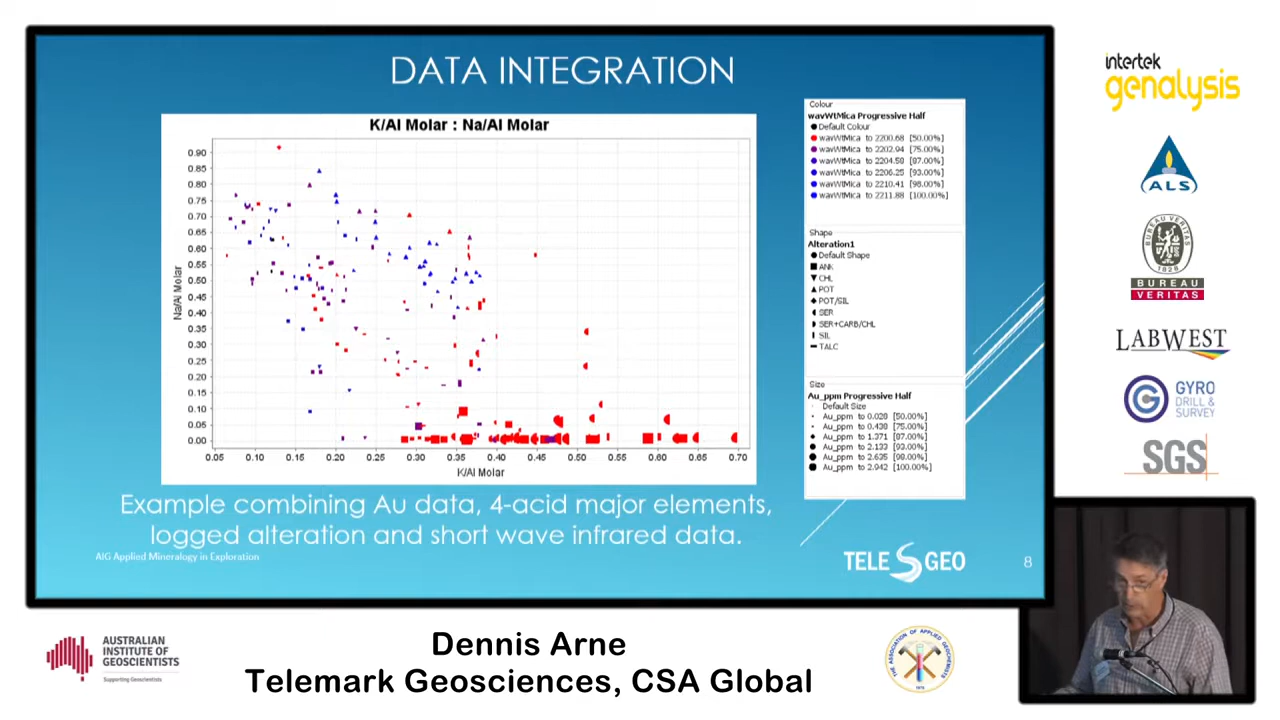 DATA INTEGRATION
K/Al Molar : Na/Al Molar
Na/Al Molar
0.90
0.85
0.80
0.75
0.70
0.65
0.60
0.55
0.50
0.45
0.40
0.35
0.30
0.25
0.20
0.15
0.10
0.05
0.00
0.05 0.10 0.15 0.20 0.25 0.30 0.35 0.40 0.45 0.50 0.55 0.60 0.65 0.70
K/Al Molar
Colour
wavWtMica Progressive Half
Default Colour
wavWtMica to 2200.68 [50.00%]
wavWtMica to 2202.94 [75.00%]
wavWtMica to 2204.58 [87.00%]
wavWtMica to 2206.25 [93.00%]
wavWtMica to 2210.41 [98.00%]
wavWtMica to 2211.88 [100.00%]
Shape
Alteration1
Default Shape
ANK
CHL
POT
POT/SIL
SER
SER+CARB/CHL
SIL
TALC
Size
Au_ppm Progressive Half
Default Size
Au_ppm to 0.028 [50.00%]
Au_ppm to 0.438 [75.00%]
Au_ppm to 1.371 [87.00%]
Au_ppm to 2.133 [93.00%]
Au_ppm to 2.635 [98.00%]
Au_ppm to 2.942 [100.00%]
Example combining Au data, 4-acid major elements,
logged alteration and short wave infrared data.
AIG Applied Mineralogy in Exploration
TELE GEO
8
intertek
genalysis
ALS
BUREAU VERITAS
1828
BUREAU
VERITAS
LABWEST
GYRO
DRILL &
SURVEY
SGS
AUSTRALIAN
INSTITUTE OF
GEOSCIENTISTS
Supporting Geoscientists
Dennis Arne
Telemark Geosciences, CSA Global
THE ASSOCIATION OF APPLIED GEOCHEMISTS
1970